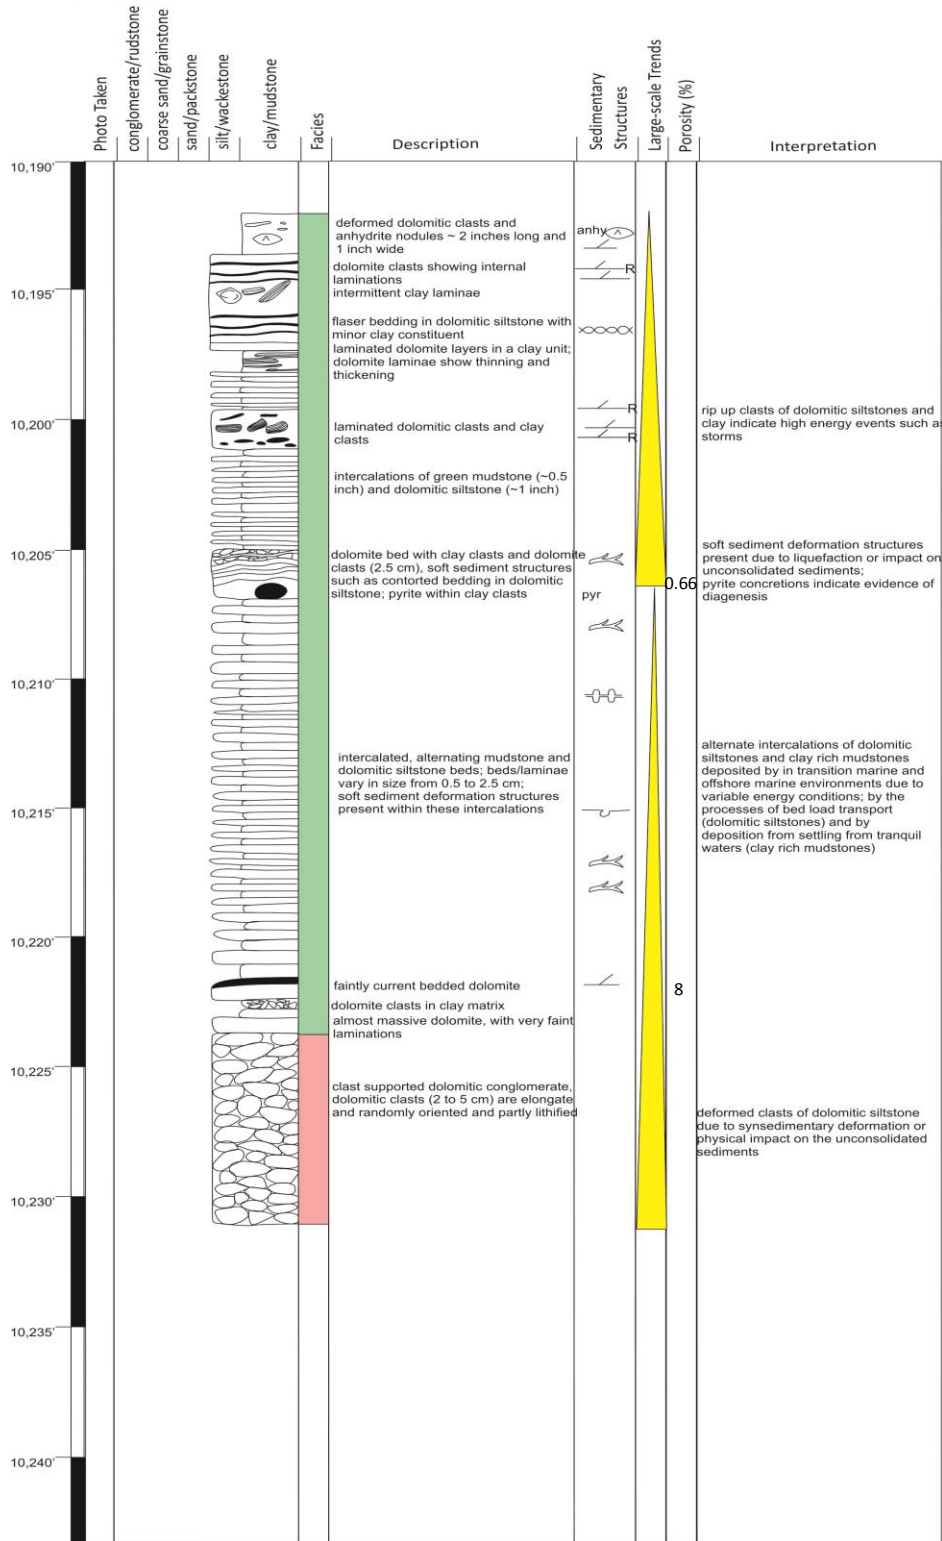 Photo Taken
conglomerate/rudstone
coarse sand/grainstone
sand/packstone
silt/wackestone
clay/mudstone
Facies
Description
Sedimentary
Structures
Large-scale Trends
Porosity (%)
Interpretation
10,190'
deformed dolomitic clasts and
anhydrite nodules ~ 2 inches long and
1 inch wide
anhy
dolomite clasts showing internal
laminations
R
intermittent clay laminae
10,195'
flaser bedding in dolomitic siltstone with
minor clay constituent
laminated dolomite layers in a clay unit;
dolomite laminae show thinning and
thickening
R
rip up clasts of dolomitic siltstones and
clay indicate high energy events such as
storms
10,200'
laminated dolomitic clasts and clay
clasts
R
intercalations of green mudstone (~0.5
inch) and dolomitic siltstone (~1 inch)
10,205'
dolomite bed with clay clasts and dolomite
clasts (2.5 cm), soft sediment structures
such as contorted bedding in dolomitic
siltstone; pyrite within clay clasts
pyr
0.66
soft sediment deformation structures
present due to liquefaction or impact on
unconsolidated sediments;
pyrite concretions indicate evidence of
diagenesis
10,210'
intercalated, alternating mudstone and
dolomitic siltstone beds; beds/laminae
vary in size from 0.5 to 2.5 cm;
soft sediment deformation structures
present within these intercalations
alternate intercalations of dolomitic
siltstones and clay rich mudstones
deposited by in transition marine and
offshore marine environments due to
variable energy conditions; by the
processes of bed load transport
(dolomitic siltstones) and by
deposition from settling from tranquil
waters (clay rich mudstones)
10,215'
10,220'
faintly current bedded dolomite
8
dolomite clasts in clay matrix
almost massive dolomite, with very faint
laminations
10,225'
clast supported dolomitic conglomerate,
dolomitic clasts (2 to 5 cm) are elongate
and randomly oriented and partly lithified
deformed clasts of dolomitic siltstone
due to synsedimentary deformation or
physical impact on the unconsolidated
sediments
10,230'
10,235'
10,240'